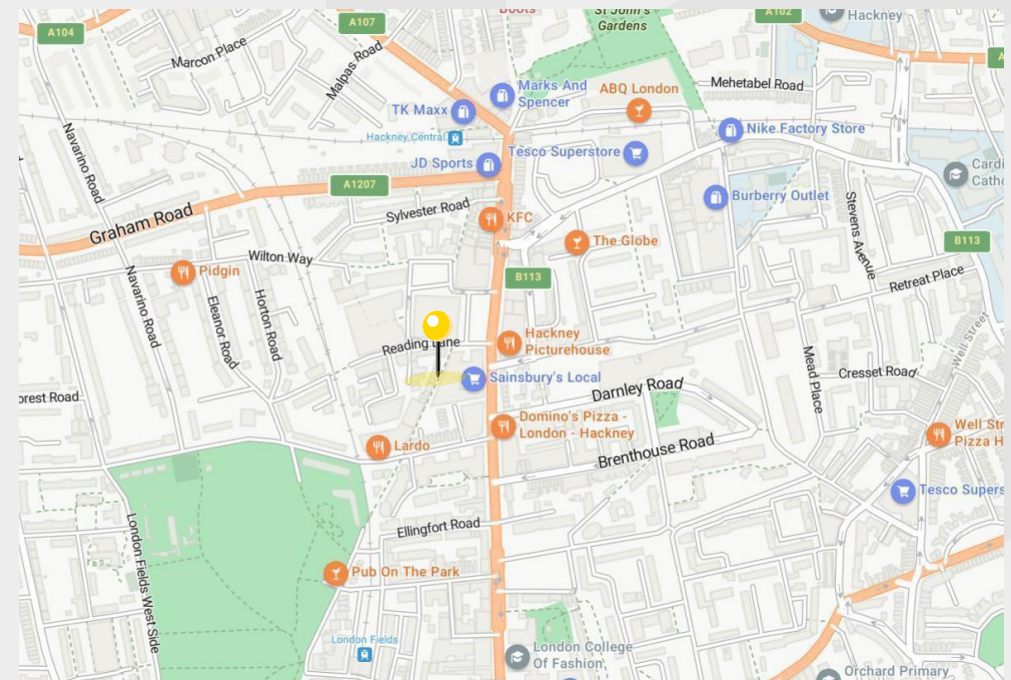 Boots
St John's
Gardens
A102
Hackney
A107
A104
Marcon Place
Malpas Road
Marks And
Spencer
ABQ London
Mehetabel Road
TK Maxx
Hackney Central
Nike Factory Store
Tesco Superstore
JD Sports
Navarino Road
A1207
Burberry Outlet
Sylvester Road
KFC
Graham Road
The Globe
Stevens Avenue
B113
Wilton Way
Pidgin
B113
Retreat Place
Navarino Road
Eleanor Road
Horton Road
Hackney
Picturehouse
Well Street
Reading Lane
Sainsbury's Local
Mead Place
Cresset Road
Darnley Road
orest Road
Domino's Pizza -
London - Hackney
Lardo
Well Str
Pizza H
Brenthouse Road
Tesco Supers
Ellingfort Road
London Fields West Side
Pub On The Park
London Fields
London College
Of Fashion,
Orchard Primary